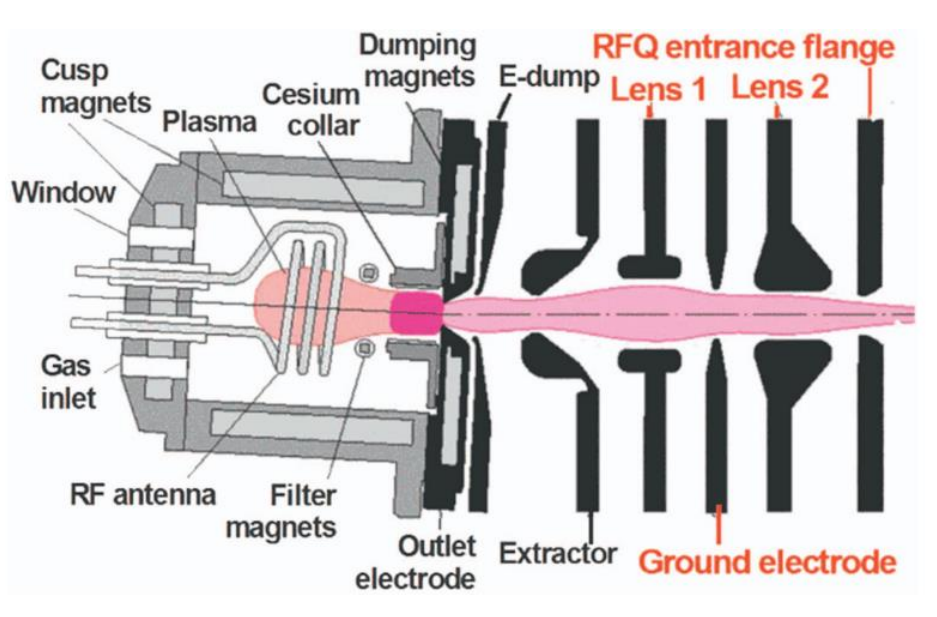 Dumping
magnets
RFQ entrance flange
Cusp
magnets
E-dump
Lens 1
Lens 2
Cesium
collar
Plasma
Window
Gas
inlet
RF antenna
Filter
magnets
Outlet
electrode
Extractor
Ground electrode